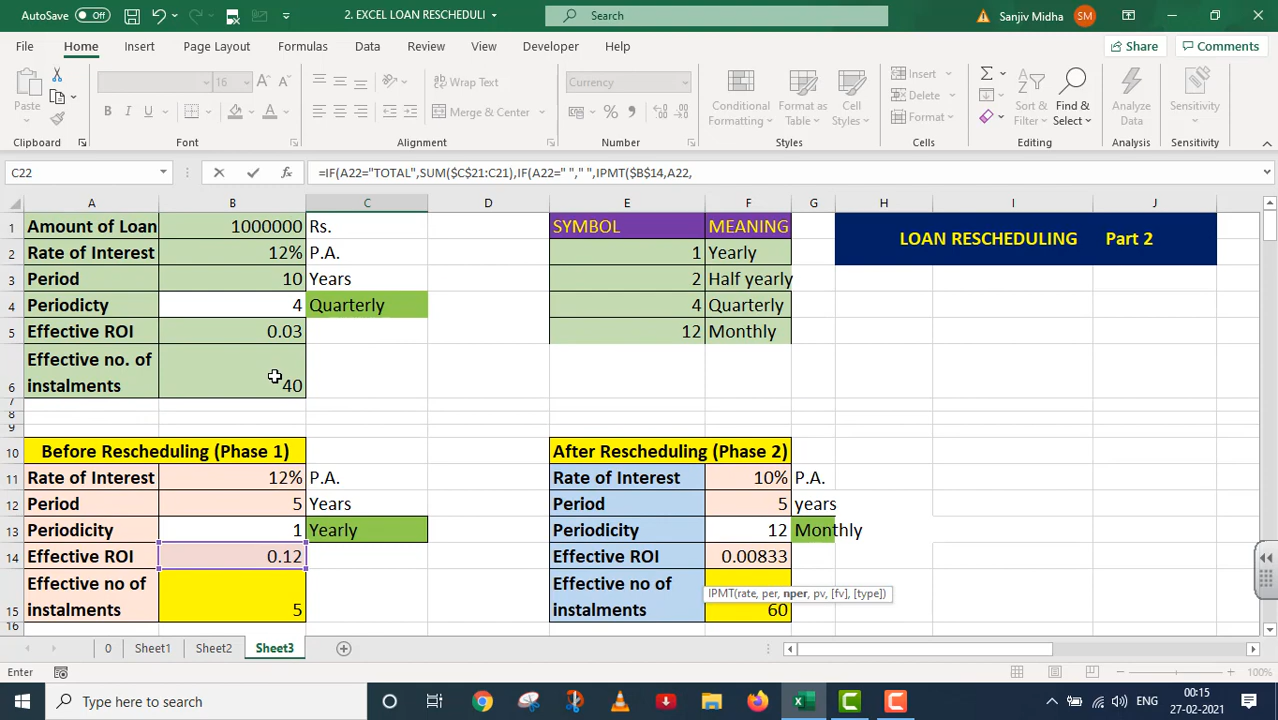 AutoSave Off 2. EXCEL LOAN RESCHEDULI Search Sanjiv Midha SM
File Home Insert Page Layout Formulas Data Review View Developer Help Share Comments
Paste 16 Wrap Text Currency Conditional Formatting Format as Table Cell Styles Insert Sort & Filter Find & Select Analyze Data Sensitivity
B I U Merge & Center $ % Delete Format
Clipboard Font Alignment Number Styles Cells Editing Analysis Sensitivity
C22 fx =IF(A22="TOTAL",SUM($C$21:C21),IF(A22=" "," ",IPMT($B$14,A22,
A B C D E F G H I J
1 Amount of Loan 1000000 Rs. SYMBOL MEANING LOAN RESCHEDULING Part 2
2 Rate of Interest 12% P.A. 1 Yearly
3 Period 10 Years 2 Half yearly
4 Periodicty 4 Quarterly 4 Quarterly
5 Effective ROI 0.03 12 Monthly
Effective no. of
6 instalments 40
7
8
9
10 Before Rescheduling (Phase 1) After Rescheduling (Phase 2)
11 Rate of Interest 12% P.A. Rate of Interest 10% P.A.
12 Period 5 Years Period 5 years
13 Periodicity 1 Yearly Periodicity 12 Monthly
14 Effective ROI 0.12 Effective ROI 0.00833
Effective no of Effective no of IPMT(rate, per, nper, pv, [fv], [type])
15 instalments 5 instalments 60
16
0 Sheet1 Sheet2 Sheet3
Enter 100%
Type here to search ENG 00:15
27-02-2021